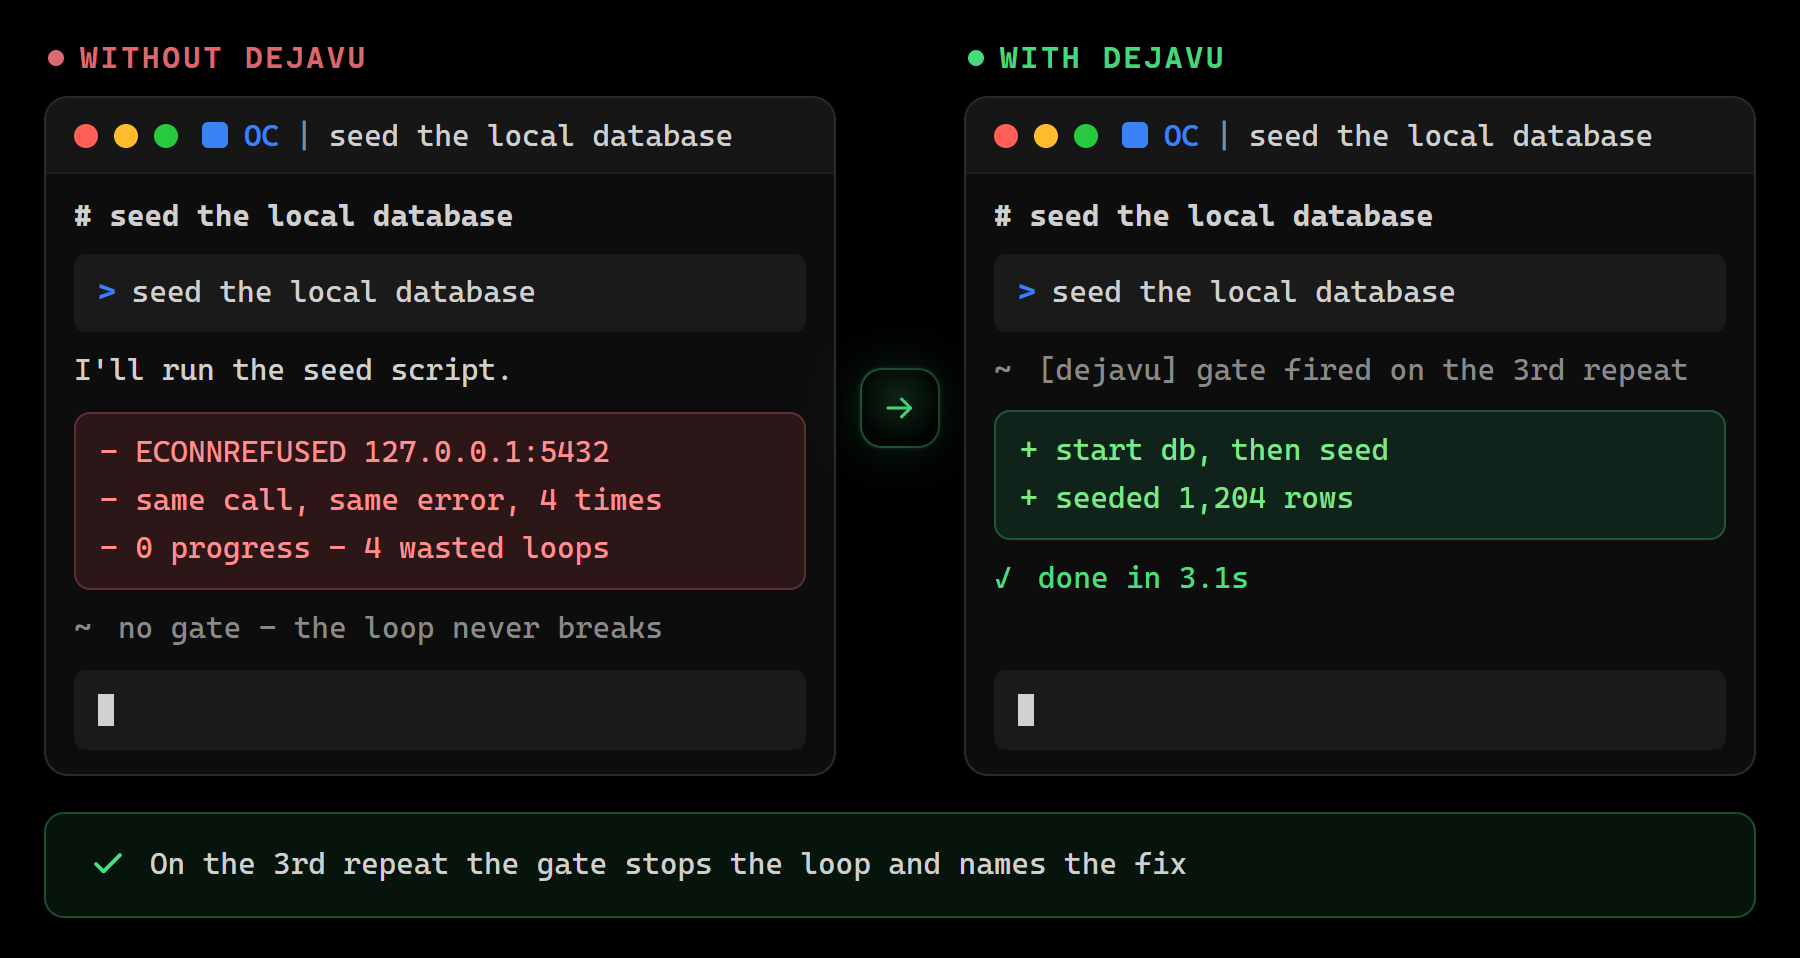 WITHOUT DEJAVU
OC | seed the local database
# seed the local database
> seed the local database
I'll run the seed script.
− ECONNREFUSED 127.0.0.1:5432
− same call, same error, 4 times
− 0 progress − 4 wasted loops
~ no gate − the loop never breaks
WITH DEJAVU
OC | seed the local database
# seed the local database
> seed the local database
~ [dejavu] gate fired on the 3rd repeat
+ start db, then seed
+ seeded 1,204 rows
√ done in 3.1s
✓ On the 3rd repeat the gate stops the loop and names the fix